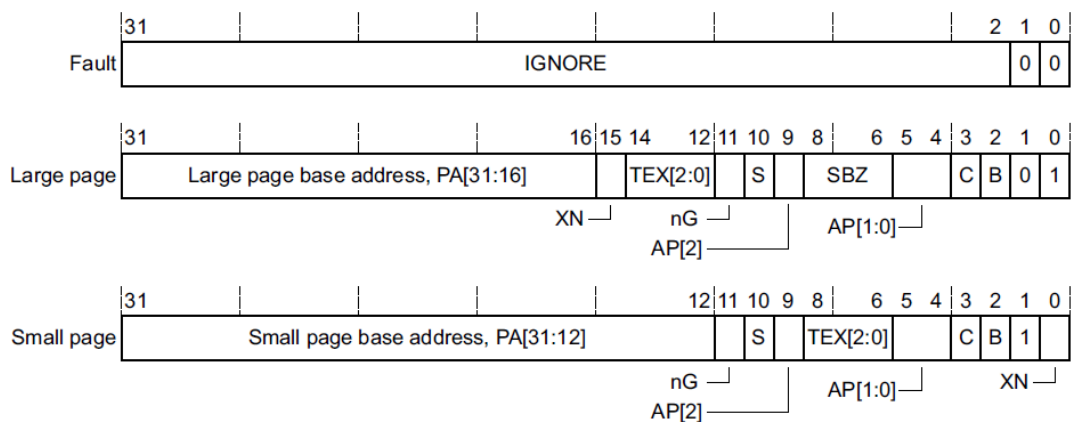 31 2 1 0
Fault IGNORE 0 0
31 16 15 14 12 11 10 9 8 6 5 4 3 2 1 0
Large page Large page base address, PA[31:16] TEX[2:0] S SBZ C B 0 1
XN nG AP[1:0]
AP[2]
31 12 11 10 9 8 6 5 4 3 2 1 0
Small page Small page base address, PA[31:12] S TEX[2:0] C B 1
nG AP[1:0] XN
AP[2]